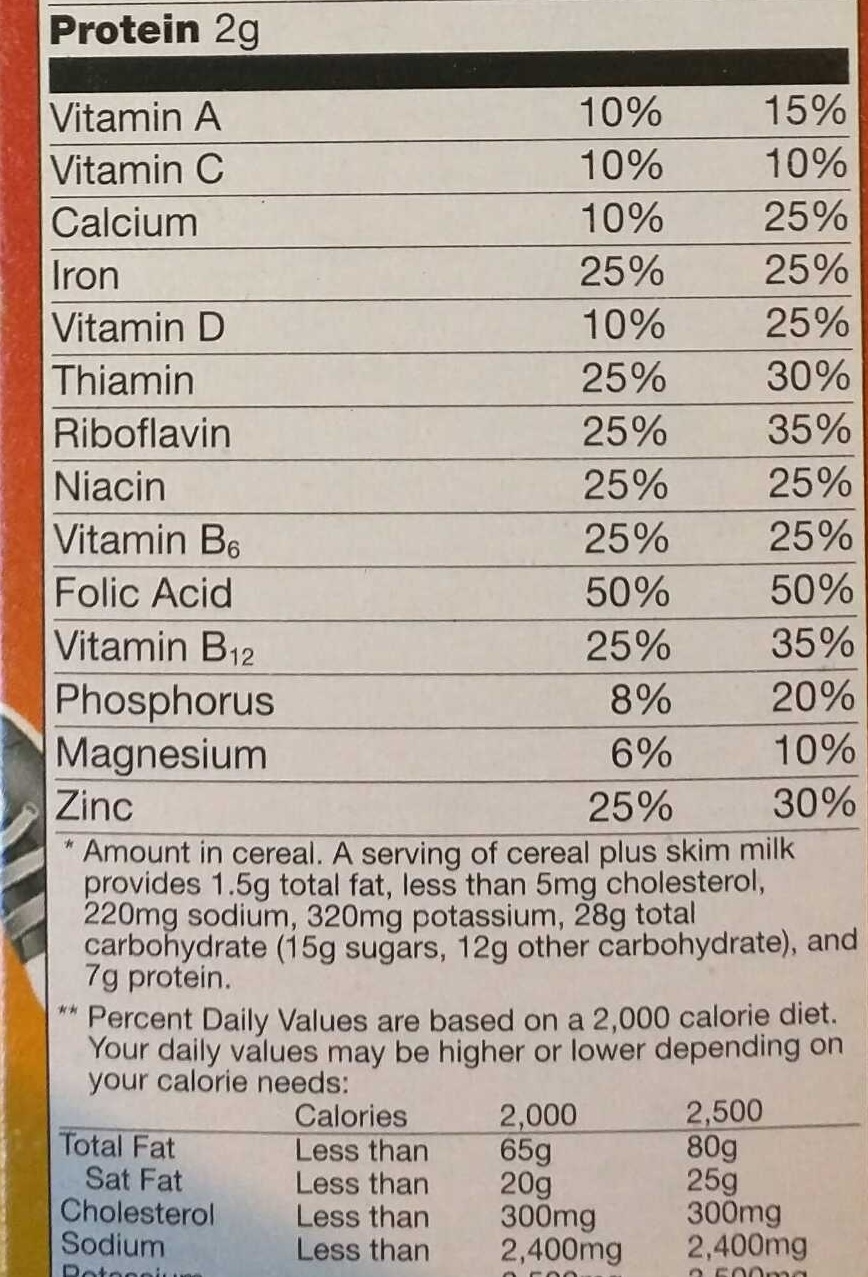 Protein 2g
Vitamin A 10% 15%
Vitamin C 10% 10%
Calcium 10% 25%
Iron 25% 25%
Vitamin D 10% 25%
Thiamin 25% 30%
Riboflavin 25% 35%
Niacin 25% 25%
Vitamin B6 25% 25%
Folic Acid 50% 50%
Vitamin B12 25% 35%
Phosphorus 8% 20%
Magnesium 6% 10%
Zinc 25% 30%
* Amount in cereal. A serving of cereal plus skim milk
provides 1.5g total fat, less than 5mg cholesterol,
220mg sodium, 320mg potassium, 28g total
carbohydrate (15g sugars, 12g other carbohydrate), and
7g protein.
** Percent Daily Values are based on a 2,000 calorie diet.
Your daily values may be higher or lower depending on
your calorie needs:
Calories 2,000 2,500
Total Fat Less than 65g 80g
Sat Fat Less than 20g 25g
Cholesterol Less than 300mg 300mg
Sodium Less than 2,400mg 2,400mg